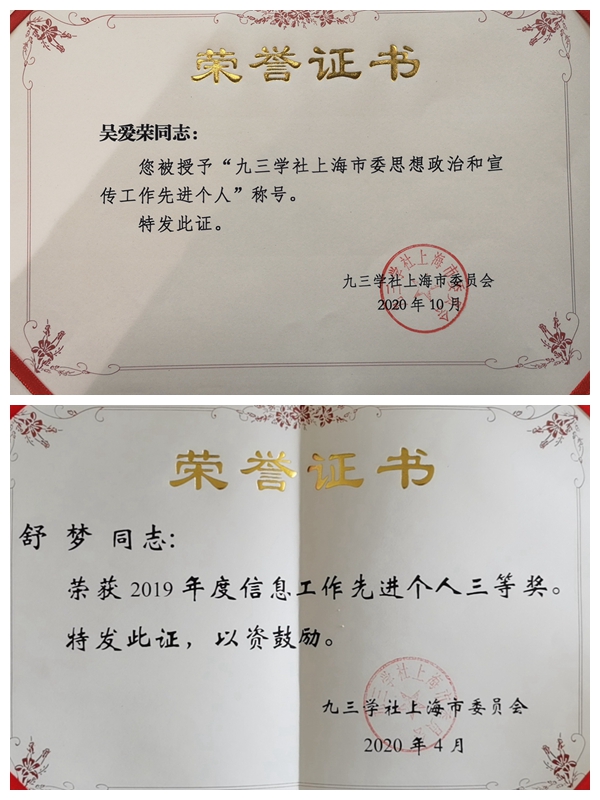 荣誉证书
吴爱荣同志：
您被授予“九三学社上海市委思想政治和宣
传工作先进个人”称号。
特发此证。
九三学社上海市委员会
2020年10月
荣誉证书
舒梦同志：
荣获2019年度信息工作先进个人三等奖。
特发此证，以资鼓励。
九三学社上海市委员会
2020年4月